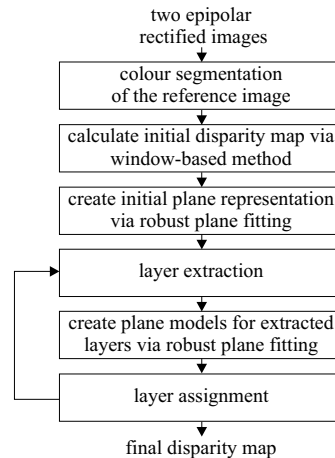 two epipolar
rectified images
colour segmentation
of the reference image
calculate initial disparity map via
window-based method
create initial plane representation
via robust plane fitting
layer extraction
create plane models for extracted
layers via robust plane fitting
layer assignment
final disparity map